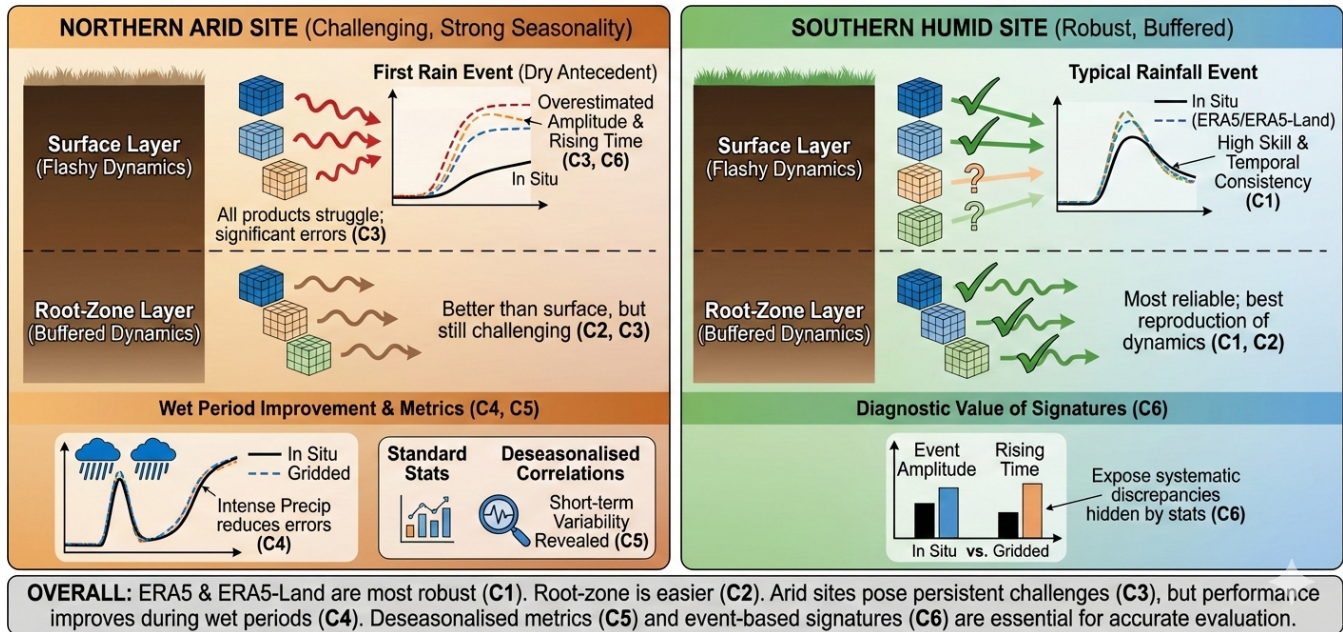 NORTHERN ARID SITE (Challenging, Strong Seasonality)
Surface Layer
(Flashy Dynamics)
First Rain Event (Dry Antecedent)
Overestimated
Amplitude &
Rising Time
(C3, C6)
In Situ
All products struggle;
significant errors (C3)
Root-Zone Layer
(Buffered Dynamics)
Better than surface, but
still challenging (C2, C3)
Wet Period Improvement & Metrics (C4, C5)
In Situ
Gridded
Intense Precip
reduces errors
(C4)
Standard
Stats
Deseasonalised
Correlations
Short-term
Variability
Revealed (C5)
SOUTHERN HUMID SITE (Robust, Buffered)
Surface Layer
(Flashy Dynamics)
?
?
Typical Rainfall Event
In Situ
(ERA5/ERA5-Land)
High Skill &
Temporal
Consistency
(C1)
Root-Zone Layer
(Buffered Dynamics)
Most reliable; best
reproduction of
dynamics (C1, C2)
Diagnostic Value of Signatures (C6)
Event
Amplitude
Rising
Time
In Situ vs. Gridded
Expose systematic
discrepancies
hidden by stats (C6)
OVERALL: ERA5 & ERA5-Land are most robust (C1). Root-zone is easier (C2). Arid sites pose persistent challenges (C3), but performance
improves during wet periods (C4). Deseasonalised metrics (C5) and event-based signatures (C6) are essential for accurate evaluation.